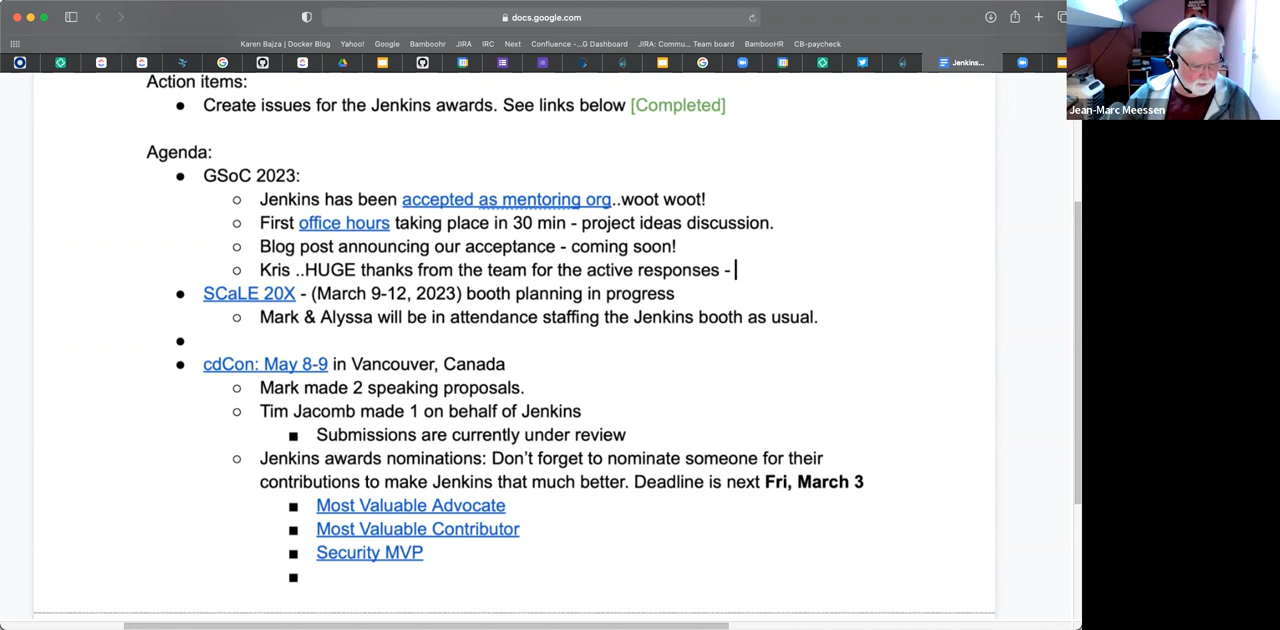 docs.google.com
Karen Bajza | Docker Blog Yahoo! Google Bamboohr JIRA IRC Next Confluence -...G Dashboard JIRA: Commu... Team board BambooHR CB-paycheck
Jenkins...
Jean-Marc Meessen
Action items:
● Create issues for the Jenkins awards. See links below [Completed]
Agenda:
● GSoC 2023:
○ Jenkins has been accepted as mentoring org..woot woot!
○ First office hours taking place in 30 min - project ideas discussion.
○ Blog post announcing our acceptance - coming soon!
○ Kris ..HUGE thanks from the team for the active responses -
● SCaLE 20X - (March 9-12, 2023) booth planning in progress
○ Mark & Alyssa will be in attendance staffing the Jenkins booth as usual.
●
● cdCon: May 8-9 in Vancouver, Canada
○ Mark made 2 speaking proposals.
○ Tim Jacomb made 1 on behalf of Jenkins
■ Submissions are currently under review
○ Jenkins awards nominations: Don’t forget to nominate someone for their
contributions to make Jenkins that much better. Deadline is next Fri, March 3
■ Most Valuable Advocate
■ Most Valuable Contributor
■ Security MVP
■